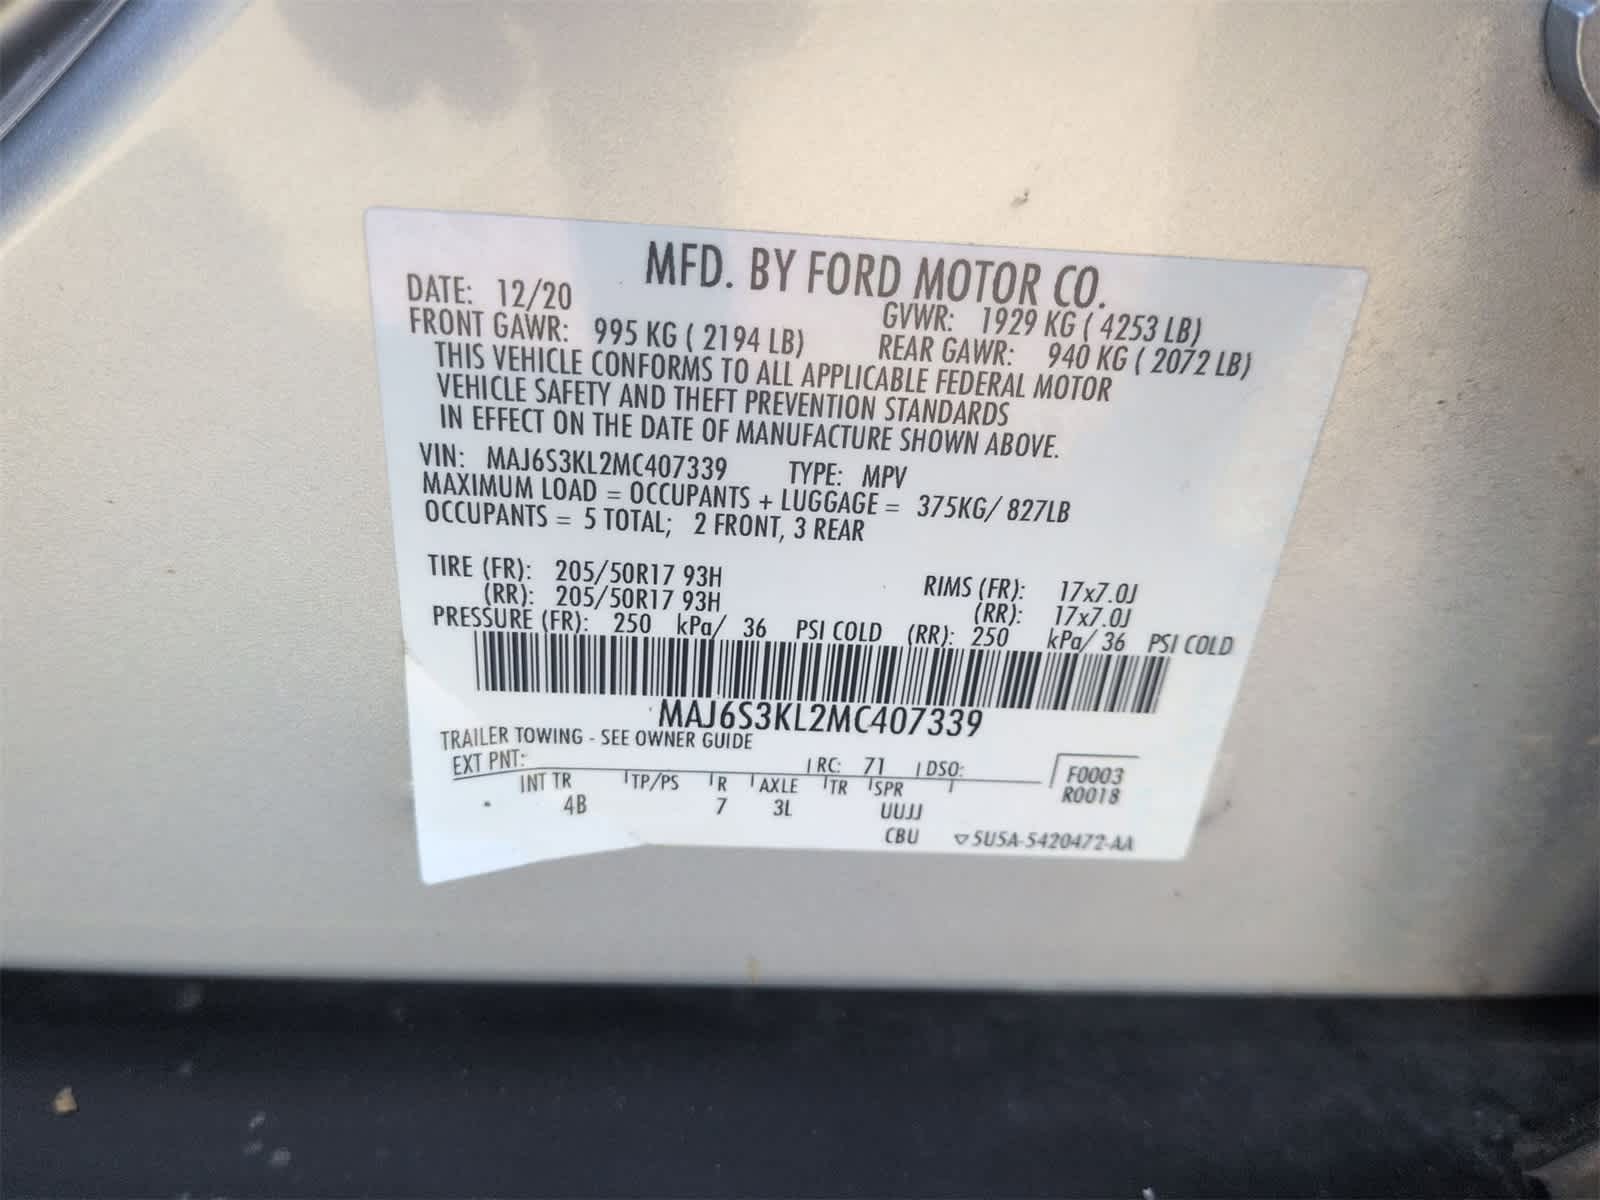 MFD. BY FORD MOTOR CO.
DATE: 12/20 GVWR: 1929 KG ( 4253 LB)
FRONT GAWR: 995 KG ( 2194 LB) REAR GAWR: 940 KG ( 2072 LB)
THIS VEHICLE CONFORMS TO ALL APPLICABLE FEDERAL MOTOR
VEHICLE SAFETY AND THEFT PREVENTION STANDARDS
IN EFFECT ON THE DATE OF MANUFACTURE SHOWN ABOVE.
VIN: MAJ6S3KL2MC407339 TYPE: MPV
MAXIMUM LOAD = OCCUPANTS + LUGGAGE = 375KG/ 827LB
OCCUPANTS = 5 TOTAL; 2 FRONT, 3 REAR
TIRE (FR): 205/50R17 93H RIMS (FR): 17x7.0J
(RR): 205/50R17 93H (RR): 17x7.0J
PRESSURE (FR): 250 kPa/ 36 PSI COLD (RR): 250 kPa/ 36 PSI COLD
MAJ6S3KL2MC407339
TRAILER TOWING - SEE OWNER GUIDE
EXT PNT: RC: 71 DSO: F0003
INT TR TP/PS R AXLE TR SPR R0018
4B 7 3L UUJJ
CBU ▽5U5A-5420472-AA